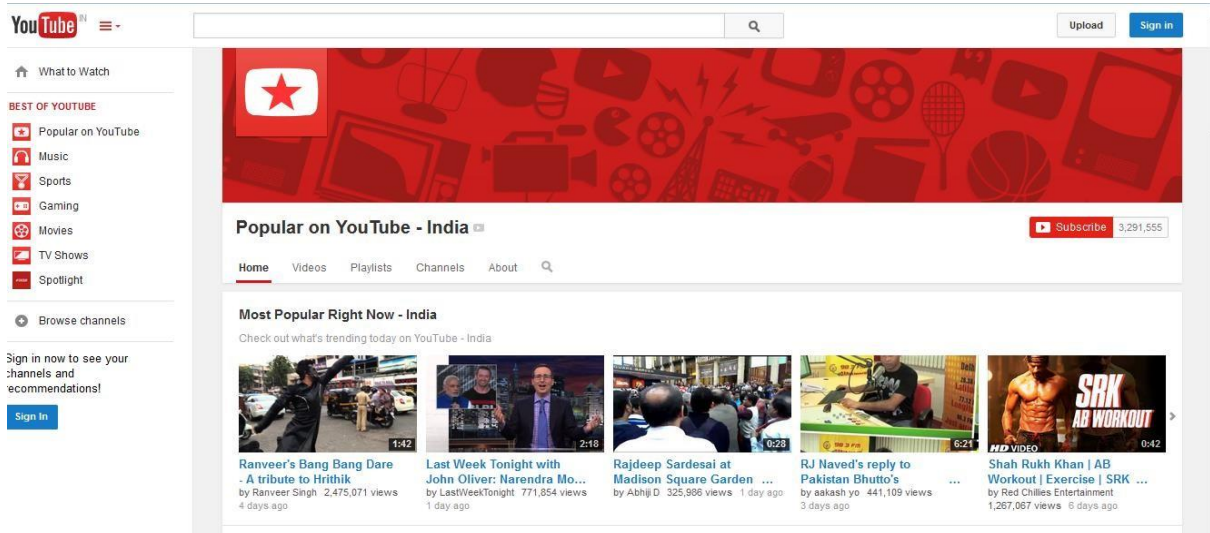 YouTube IN
Upload
Sign in
What to Watch
BEST OF YOUTUBE
Popular on YouTube
Music
Sports
Gaming
Movies
TV Shows
Spotlight
Browse channels
Sign in now to see your
channels and
recommendations!
Sign In
Popular on YouTube - India
Subscribe 3,291,555
Home Videos Playlists Channels About
Most Popular Right Now - India
Check out what's trending today on YouTube - India
1:42
Ranveer's Bang Bang Dare
- A tribute to Hrithik
by Ranveer Singh 2,475,071 views
4 days ago
2:18
Last Week Tonight with
John Oliver: Narendra Mo...
by LastWeekTonight 771,854 views
1 day ago
0:28
Rajdeep Sardesai at
Madison Square Garden ...
by Abhiji D 325,986 views 1 day ago
6:21
RJ Naved's reply to
Pakistan Bhutto's ...
by aakash yo 441,109 views
3 days ago
SRK
AB WORKOUT
HD VIDEO
0:42
Shah Rukh Khan | AB
Workout | Exercise | SRK ...
by Red Chillies Entertainment
1,267,067 views 6 days ago